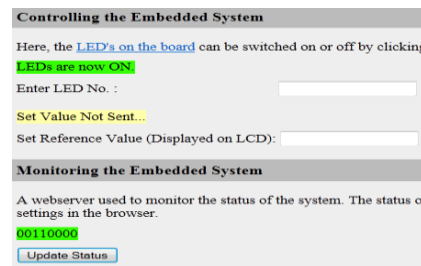 Controlling the Embedded System
Here, the LED's on the board can be switched on or off by clicking
LEDs are now ON.
Enter LED No. :
Set Value Not Sent...
Set Reference Value (Displayed on LCD):
Monitoring the Embedded System
A webserver used to monitor the status of the system. The status o
settings in the browser.
00110000
Update Status